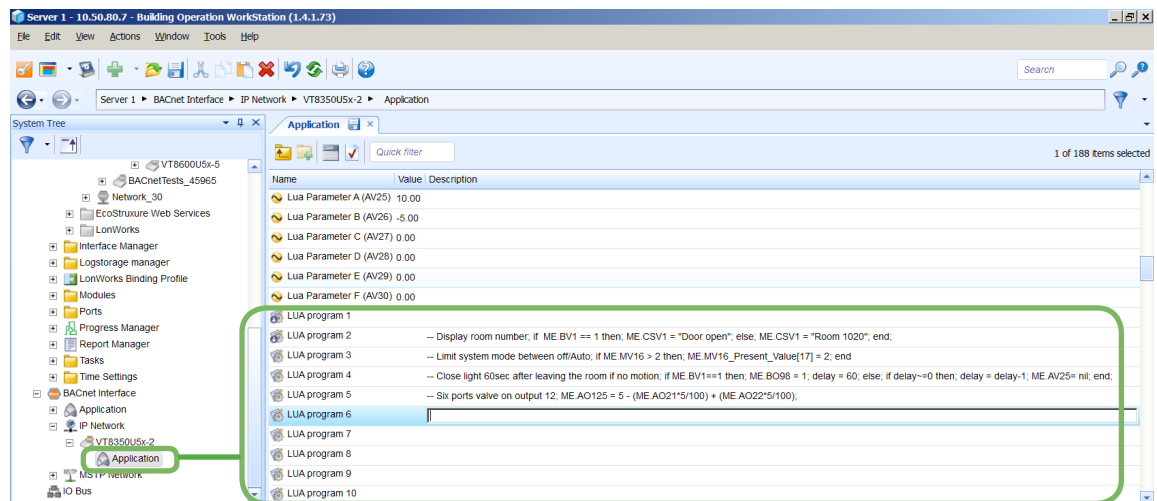 Server 1 - 10.50.80.7 - Building Operation WorkStation (1.4.1.73)
File Edit View Actions Window Tools Help
Search
Server 1 ► BACnet Interface ► IP Network ► VT8350U5x-2 ► Application
System Tree
Application
Quick filter
1 of 188 items selected
VT8600U5x-5
BACnetTests_45965
Network_30
EcoStruxure Web Services
LonWorks
Interface Manager
Logstorage manager
LonWorks Binding Profile
Modules
Ports
Progress Manager
Report Manager
Tasks
Time Settings
BACnet Interface
Application
IP Network
VT8350U5x-2
Application
MSTP Network
IO Bus
Name Value Description
Lua Parameter A (AV25) 10.00
Lua Parameter B (AV26) -5.00
Lua Parameter C (AV27) 0.00
Lua Parameter D (AV28) 0.00
Lua Parameter E (AV29) 0.00
Lua Parameter F (AV30) 0.00
LUA program 1
LUA program 2 -- Display room number; if ME.BV1 == 1 then; ME.CSV1 = "Door open"; else; ME.CSV1 = "Room 1020"; end;
LUA program 3 -- Limit system mode between off/Auto; if ME.MV16 > 2 then; ME.MV16_Present_Value[17] = 2; end
LUA program 4 -- Close light 60sec after leaving the room if no motion; if ME.BV1==1 then; ME.BO98 = 1; delay = 60; else; if delay~=0 then; delay = delay-1; ME.AV25= nil; end;
LUA program 5 -- Six ports valve on output 12; ME.AO125 = 5 - (ME.AO21*5/100) + (ME.AO22*5/100);
LUA program 6
LUA program 7
LUA program 8
LUA program 9
LUA program 10